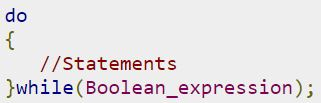 do
{
//Statements
}while(Boolean_expression);